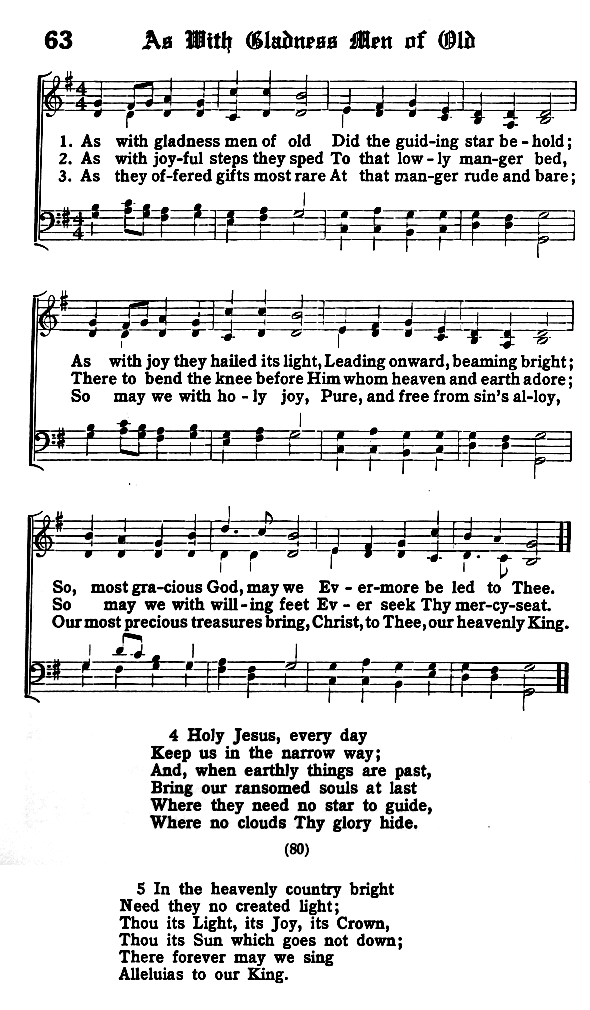 63 As With Gladness Men of Old
1. As with gladness men of old Did the guid-ing star be-hold;
2. As with joy-ful steps they sped To that low-ly man-ger bed,
3. As they of-fered gifts most rare At that man-ger rude and bare;
As with joy they hailed its light, Leading onward, beaming bright;
There to bend the knee before Him whom heaven and earth adore;
So may we with ho-ly joy, Pure, and free from sin's al-loy,
So, most gra-cious God, may we Ev-er-more be led to Thee.
So may we with will-ing feet Ev-er seek Thy mer-cy-seat.
Our most precious treasures bring, Christ, to Thee, our heavenly King.
4 Holy Jesus, every day
Keep us in the narrow way;
And, when earthly things are past,
Bring our ransomed souls at last
Where they need no star to guide,
Where no clouds Thy glory hide.
(80)
5 In the heavenly country bright
Need they no created light;
Thou its Light, its Joy, its Crown,
Thou its Sun which goes not down;
There forever may we sing
Alleluias to our King.